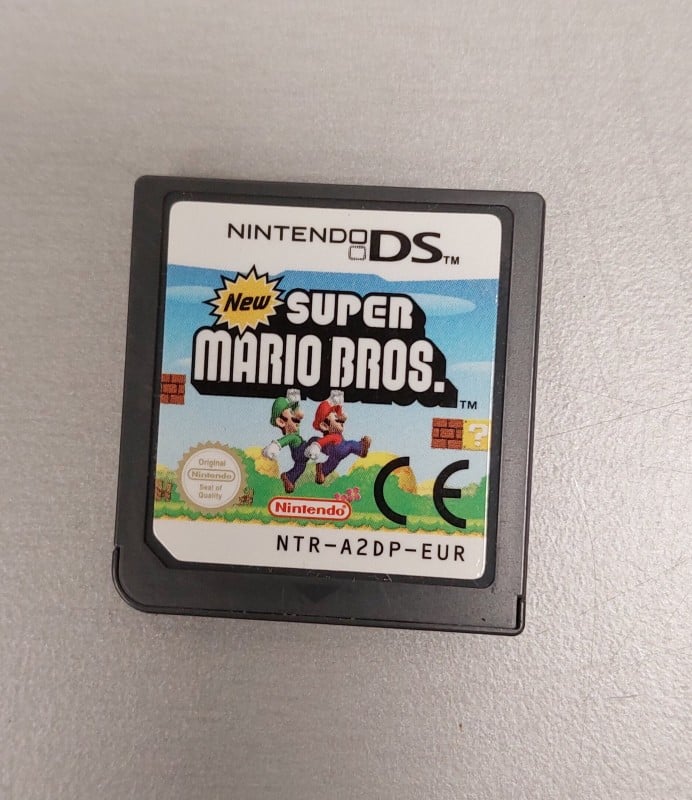 NINTENDO DS™
New SUPER
MARIO BROS.™
?
Original
Nintendo
Seal of
Quality
Nintendo
CE
NTR-A2DP-EUR